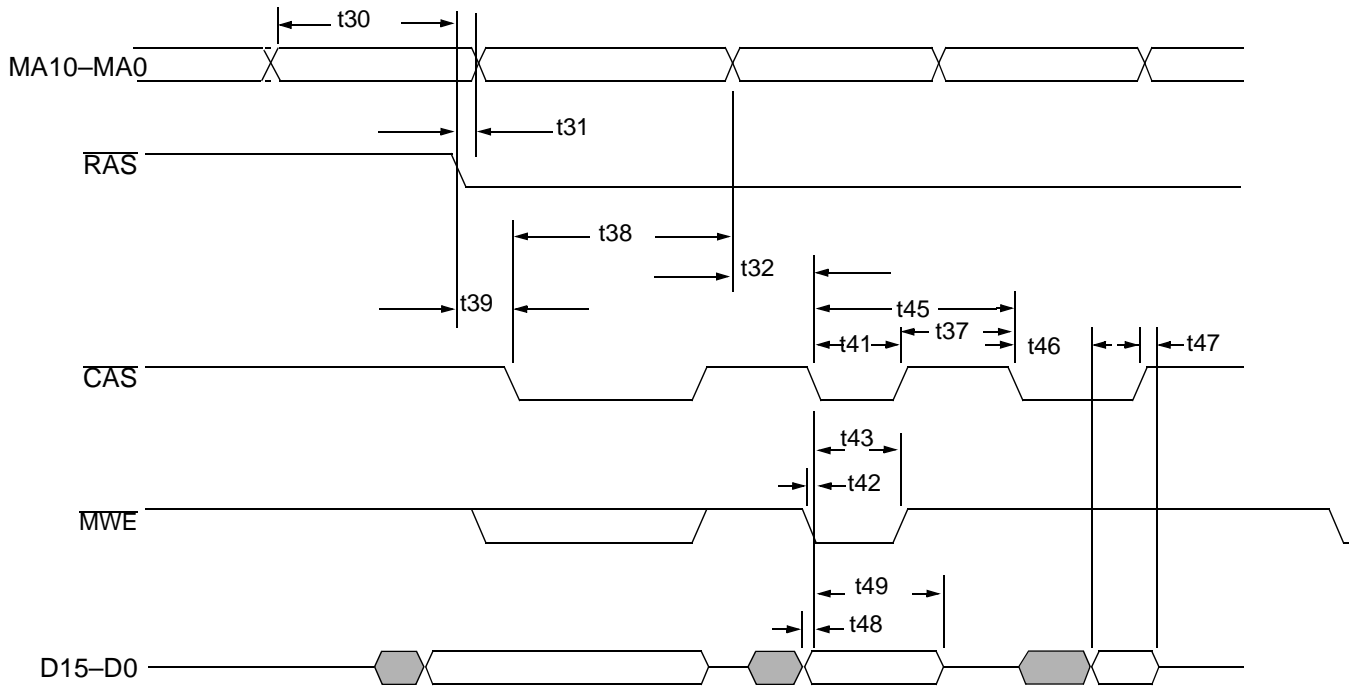 t30
MA10–MA0
t31
RAS
t38
t32
t39
t45
t37
t41
t46
t47
CAS
t43
t42
MWE
t49
t48
D15–D0